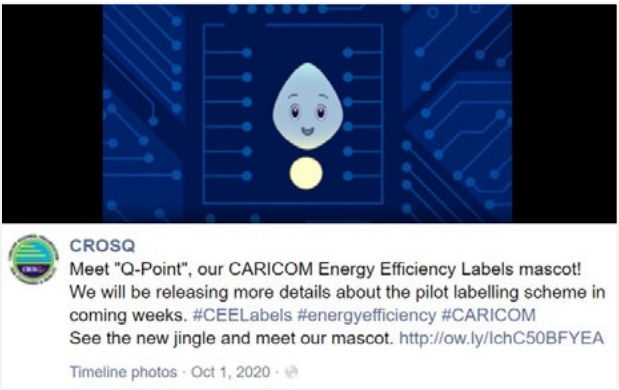 CROSQ
Meet "Q-Point", our CARICOM Energy Efficiency Labels mascot!
We will be releasing more details about the pilot labelling scheme in
coming weeks. #CEELabels #energyefficiency #CARICOM
See the new jingle and meet our mascot. http://ow.ly/IchC50BFYEA
Timeline photos · Oct 1, 2020 ·